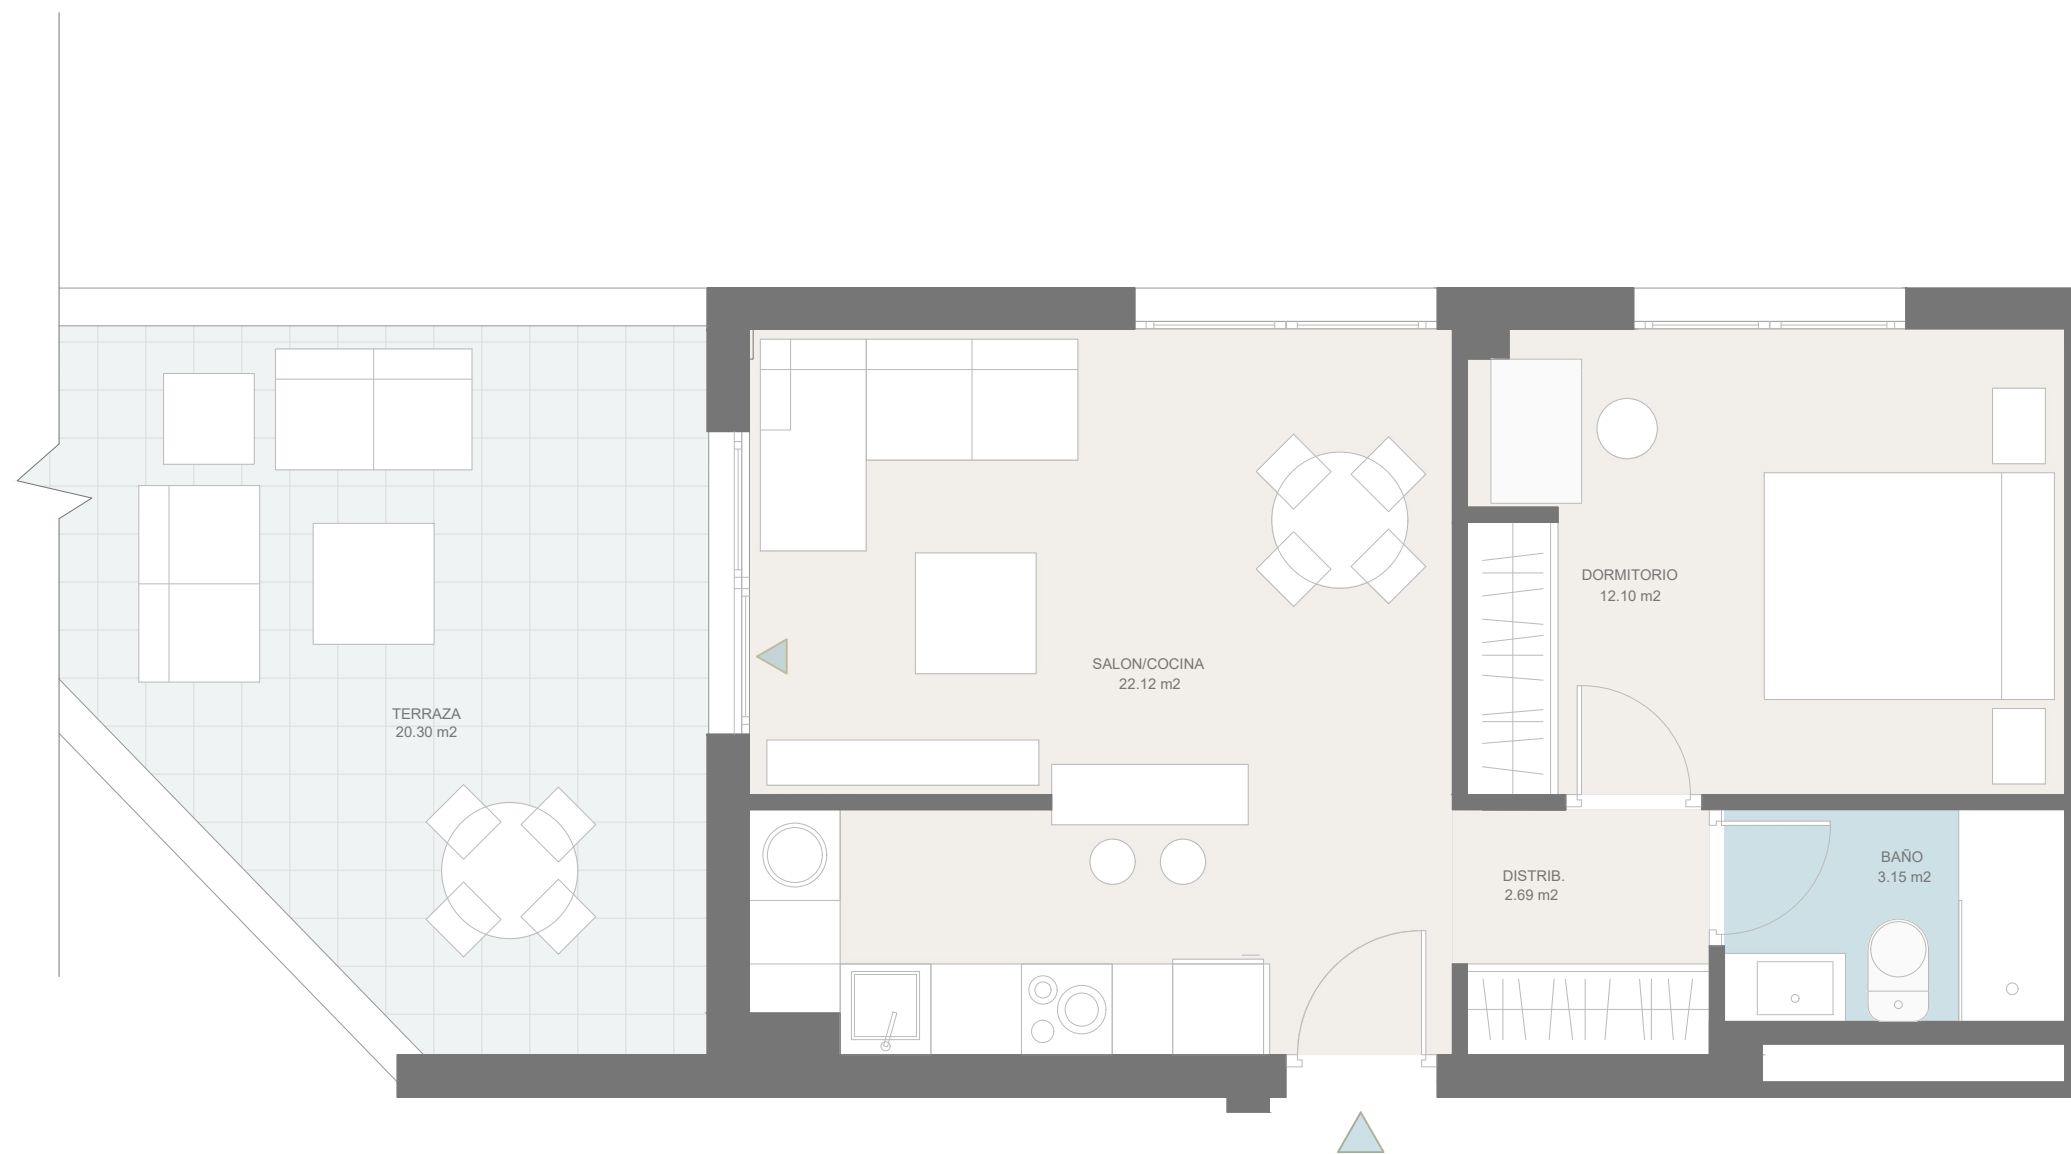 DORMITORIO
12.10 m2
SALON/COCINA
22.12 m2
TERRAZA
20.30 m2
BAÑO
3.15 m2
DISTRIB.
2.69 m2